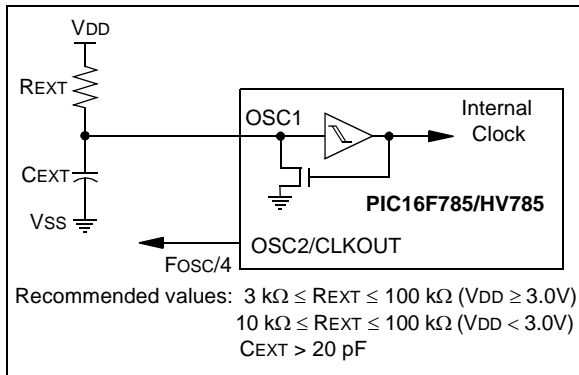 VDD
REXT
OSC1
Internal
Clock
CEXT
PIC16F785/HV785
VSS
OSC2/CLKOUT
FOSC/4
Recommended values: 3 kΩ ≤ REXT ≤ 100 kΩ (VDD ≥ 3.0V)
10 kΩ ≤ REXT ≤ 100 kΩ (VDD < 3.0V)
CEXT > 20 pF